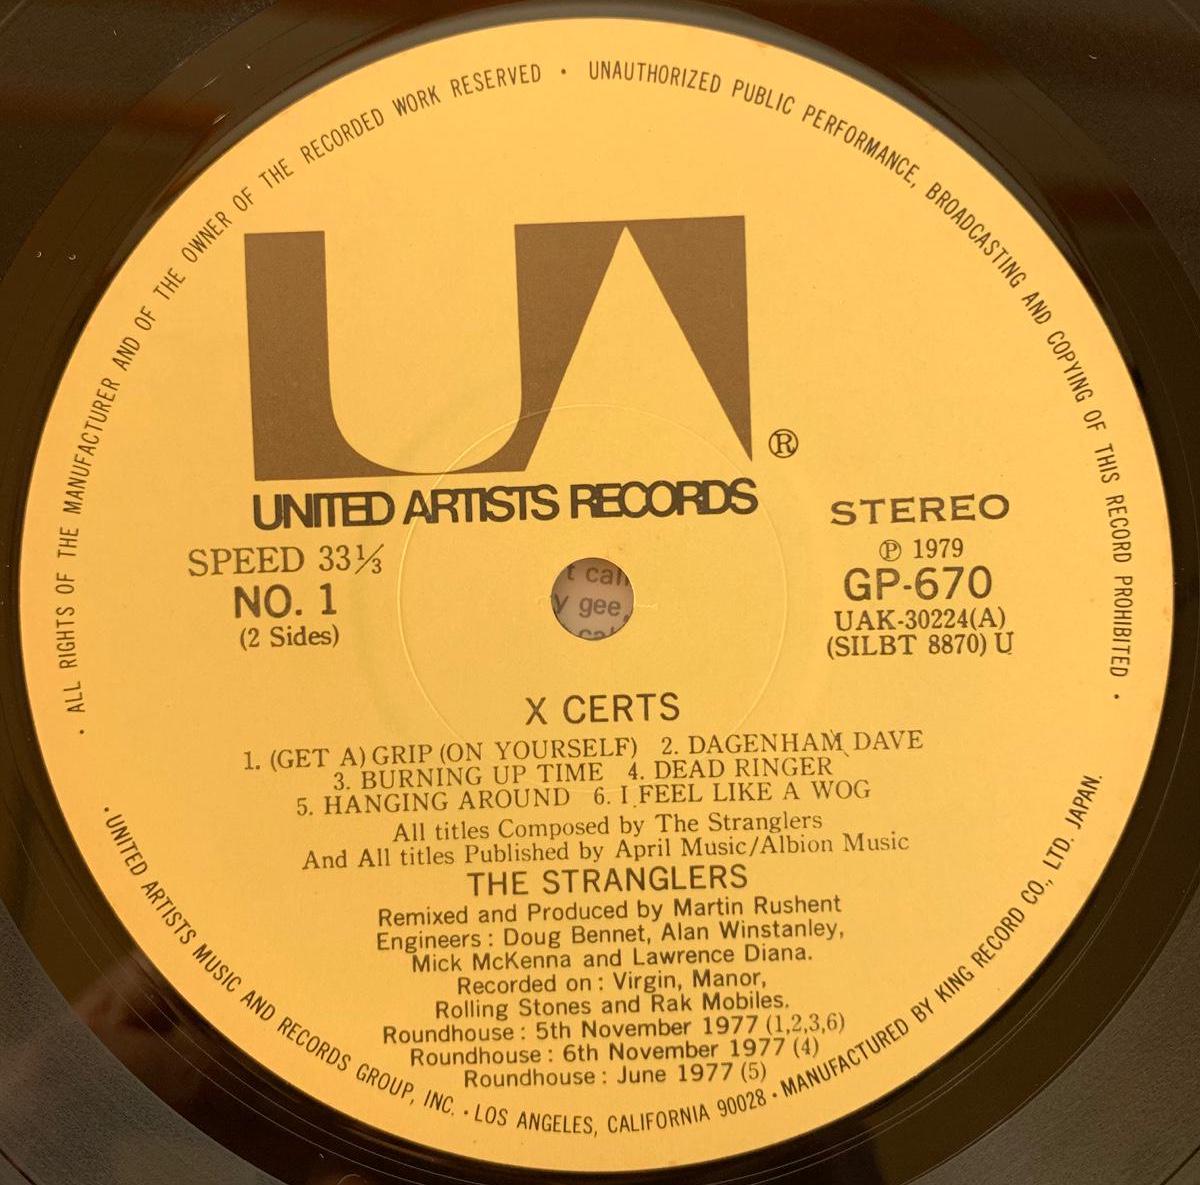 · ALL RIGHTS OF THE MANUFACTURER AND OF THE OWNER OF THE RECORDED WORK RESERVED · UNAUTHORIZED PUBLIC PERFORMANCE, BROADCASTING AND COPYING OF THIS RECORD PROHIBITED ·
UA ®
UNITED ARTISTS RECORDS
SPEED 33⅓
NO. 1
(2 Sides)
STEREO
℗ 1979
GP-670
UAK-30224(A)
(SILBT 8870) U
t can
y gee,
X CERTS
1. (GET A) GRIP (ON YOURSELF) 2. DAGENHAM DAVE
3. BURNING UP TIME 4. DEAD RINGER
5. HANGING AROUND 6. I FEEL LIKE A WOG
All titles Composed by The Stranglers
And All titles Published by April Music/Albion Music
THE STRANGLERS
Remixed and Produced by Martin Rushent
Engineers : Doug Bennet, Alan Winstanley,
Mick McKenna and Lawrence Diana.
Recorded on : Virgin, Manor,
Rolling Stones and Rak Mobiles.
Roundhouse : 5th November 1977 (1,2,3,6)
Roundhouse : 6th November 1977 (4)
Roundhouse : June 1977 (5)
· UNITED ARTISTS MUSIC AND RECORDS GROUP, INC. · LOS ANGELES, CALIFORNIA 90028 · MANUFACTURED BY KING RECORD CO., LTD. JAPAN.